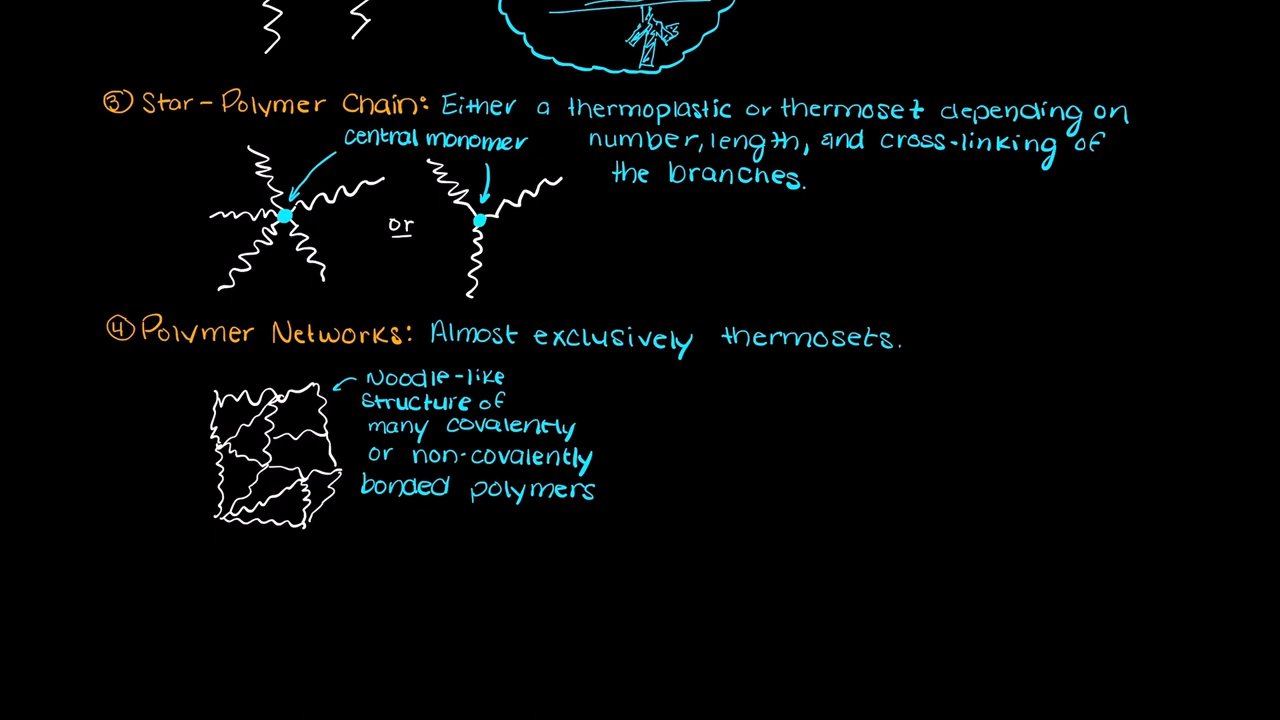 ③ Star-Polymer Chain: Either a thermoplastic or thermoset depending on
number, length, and cross-linking of
the branches.
central monomer
or
④ Polymer Networks: Almost exclusively thermosets.
Noodle-like
structure of
many covalently
or non-covalently
bonded polymers